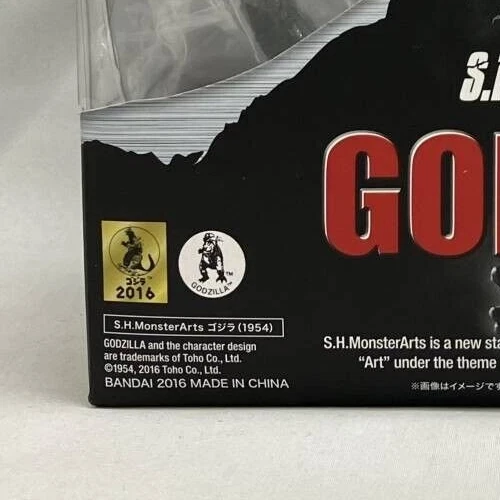 ゴジラ
2016
GODZILLA™
S.H.MonsterArts ゴジラ(1954)
GODZILLA and the character design
are trademarks of Toho Co., Ltd.
©1954, 2016 Toho Co., Ltd.
BANDAI 2016 MADE IN CHINA
S.
GO
S.H.MonsterArts is a new sta
"Art" under the theme
※画像はイメージです